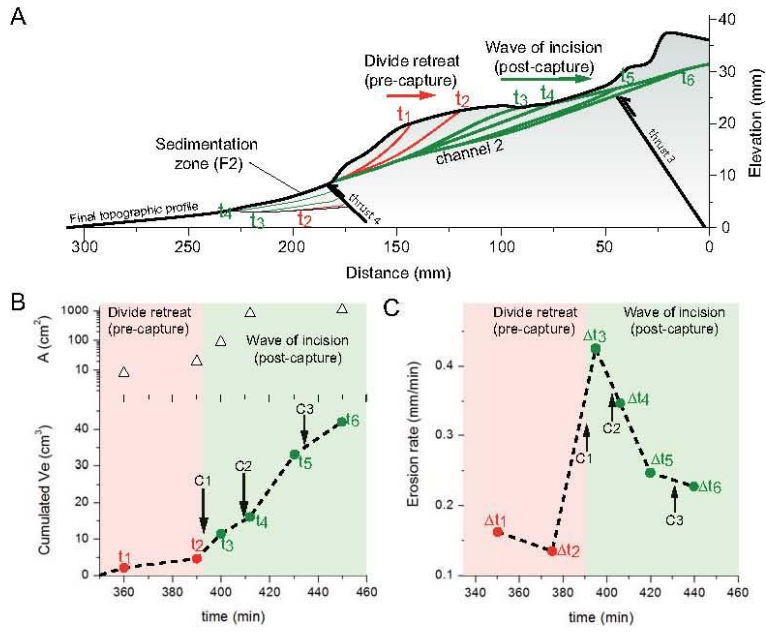 A
Divide retreat
(pre-capture)
Wave of incision
(post-capture)
t1
t2
t3
t4
t5
t6
channel 2
Sedimentation
zone (F2)
thrust 3
thrust 4
Final topographic profile
t4
t3
t2
40
30
20
10
0
Elevation (mm)
300
250
200
150
100
50
0
Distance (mm)
B
Divide retreat
(pre-capture)
Wave of incision
(post-capture)
A (cm²)
1000
100
10
Cumulated Ve (cm³)
40
30
20
10
0
C1
C2
C3
t1
t2
t3
t4
t5
t6
360
380
400
420
440
460
time (min)
C
Divide retreat
(pre-capture)
Wave of incision
(post-capture)
Erosion rate (mm/min)
0.4
0.3
0.2
0.1
Δt1
Δt2
Δt3
Δt4
Δt5
Δt6
C1
C2
C3
340
360
380
400
420
440
460
time (min)